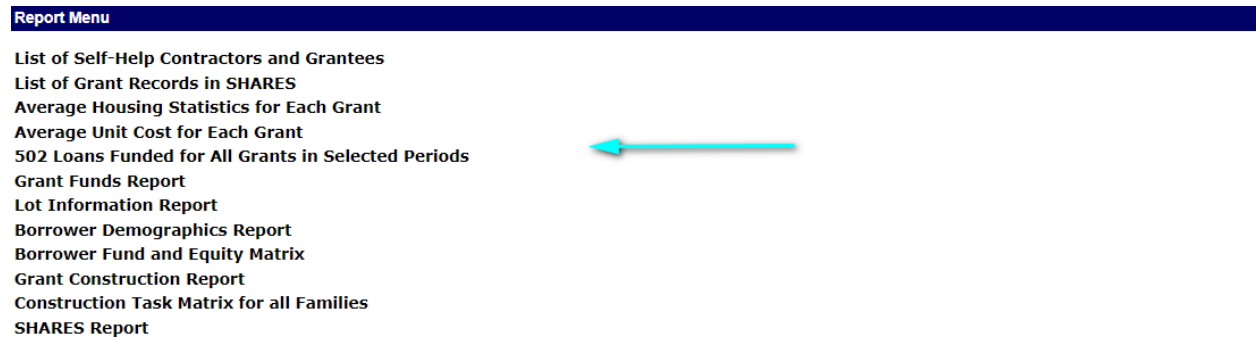 Report Menu
List of Self-Help Contractors and Grantees
List of Grant Records in SHARES
Average Housing Statistics for Each Grant
Average Unit Cost for Each Grant
502 Loans Funded for All Grants in Selected Periods
Grant Funds Report
Lot Information Report
Borrower Demographics Report
Borrower Fund and Equity Matrix
Grant Construction Report
Construction Task Matrix for all Families
SHARES Report